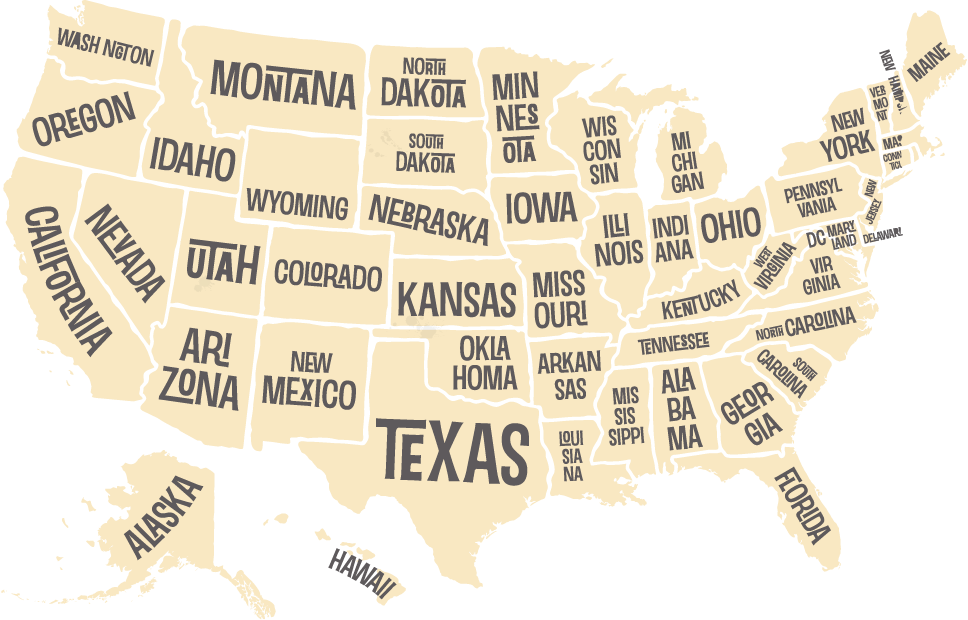 WASH NGTON
OREGON
CALIFORNIA
NEVADA
IDAHO
MONTANA
WYOMING
UTAH
COLORADO
ARI
ZONA
NEW
MEXICO
NORTH
DAKOTA
SOUTH
DAKOTA
NEBRASKA
KANSAS
OKLA
HOMA
TEXAS
MIN
NES
OTA
IOWA
MISS
OURI
ARKAN
SAS
LOUI
SIA
NA
WIS
CON
SIN
ILLI
NOIS
MI
CHI
GAN
INDI
ANA
OHIO
KENTUCKY
TENNESSEE
MIS
SIS
SIPPI
ALA
BA
MA
GEOR
GIA
FLORIDA
SOUTH
CAROLINA
NORTH CAROLINA
VIR
GINIA
WEST
VIRGINIA
DC
MARY
LAND
DELAWARE
PENNSYL
VANIA
NEW
JERSEY
NEW
YORK
CONN
TICU
VER
MO
NT
NEW
MAINE
ALASKA
HAWAII